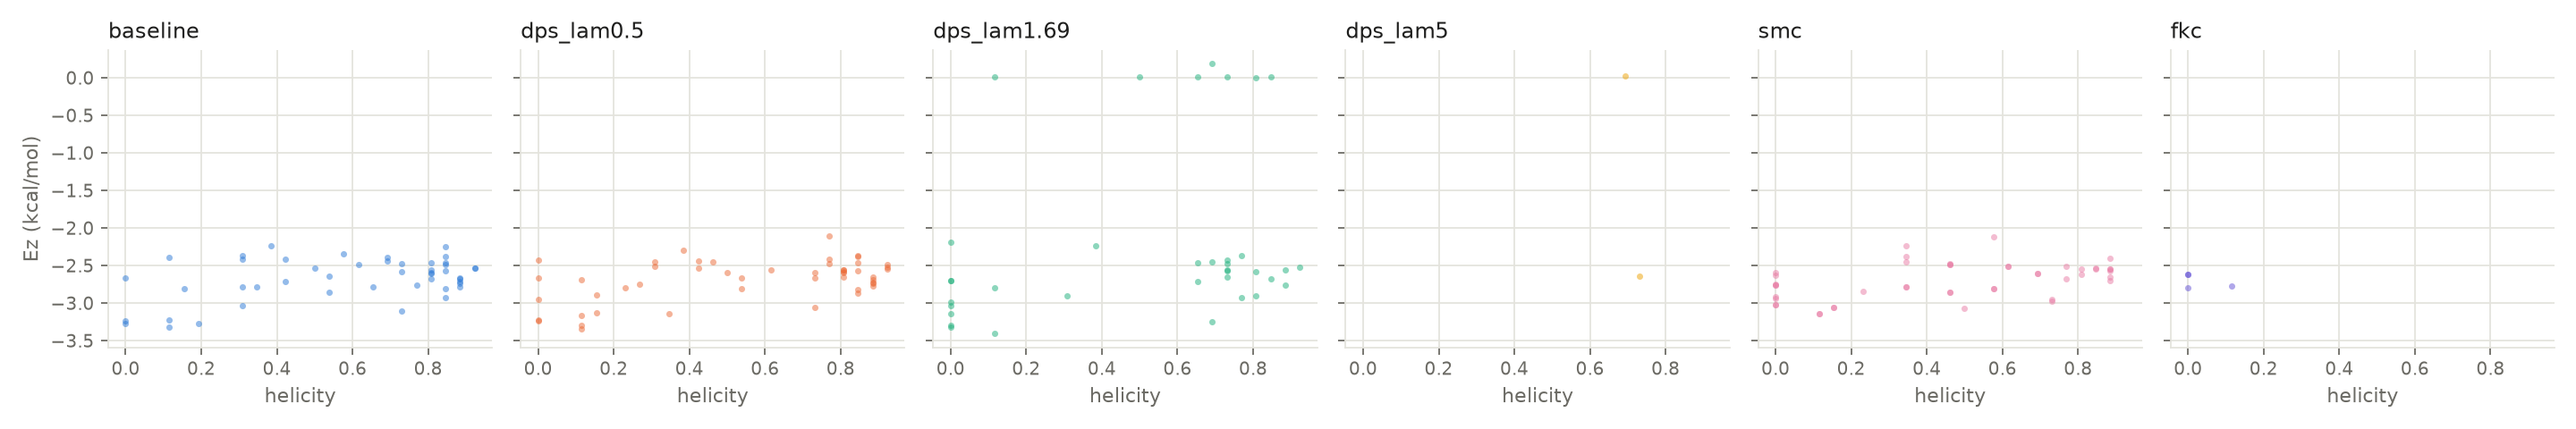 baseline
dps_lam0.5
dps_lam1.69
dps_lam5
smc
fkc
Ez (kcal/mol)
0.0
−0.5
−1.0
−1.5
−2.0
−2.5
−3.0
−3.5
0.0 0.2 0.4 0.6 0.8
0.0 0.2 0.4 0.6 0.8
0.0 0.2 0.4 0.6 0.8
0.0 0.2 0.4 0.6 0.8
0.0 0.2 0.4 0.6 0.8
0.0 0.2 0.4 0.6 0.8
helicity
helicity
helicity
helicity
helicity
helicity